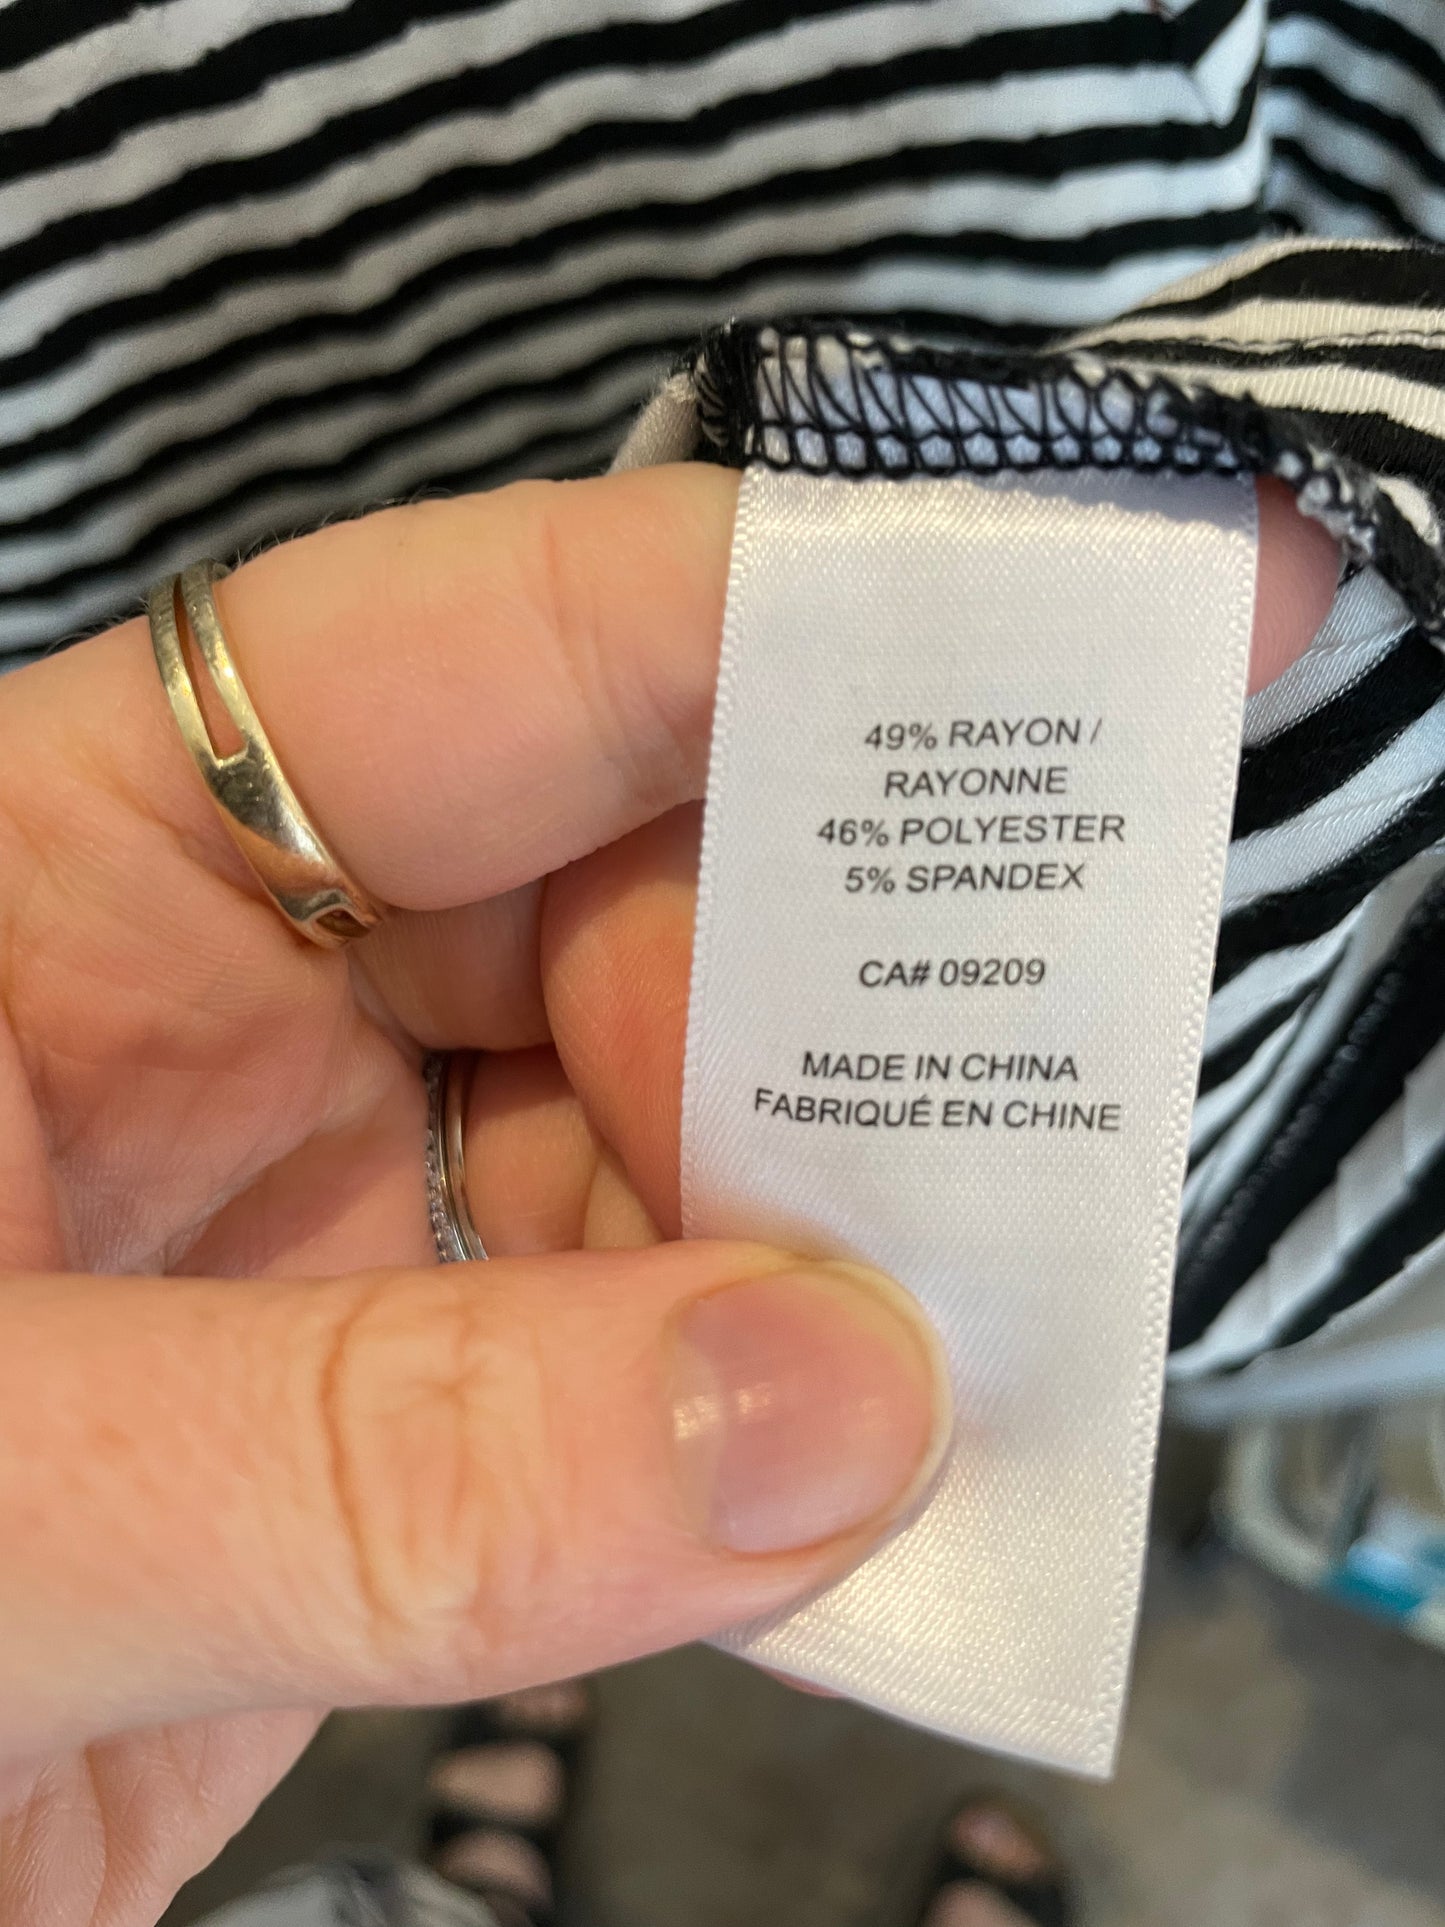 49% RAYON /
RAYONNE
46% POLYESTER
5% SPANDEX
CA# 09209
MADE IN CHINA
FABRIQUÉ EN CHINE